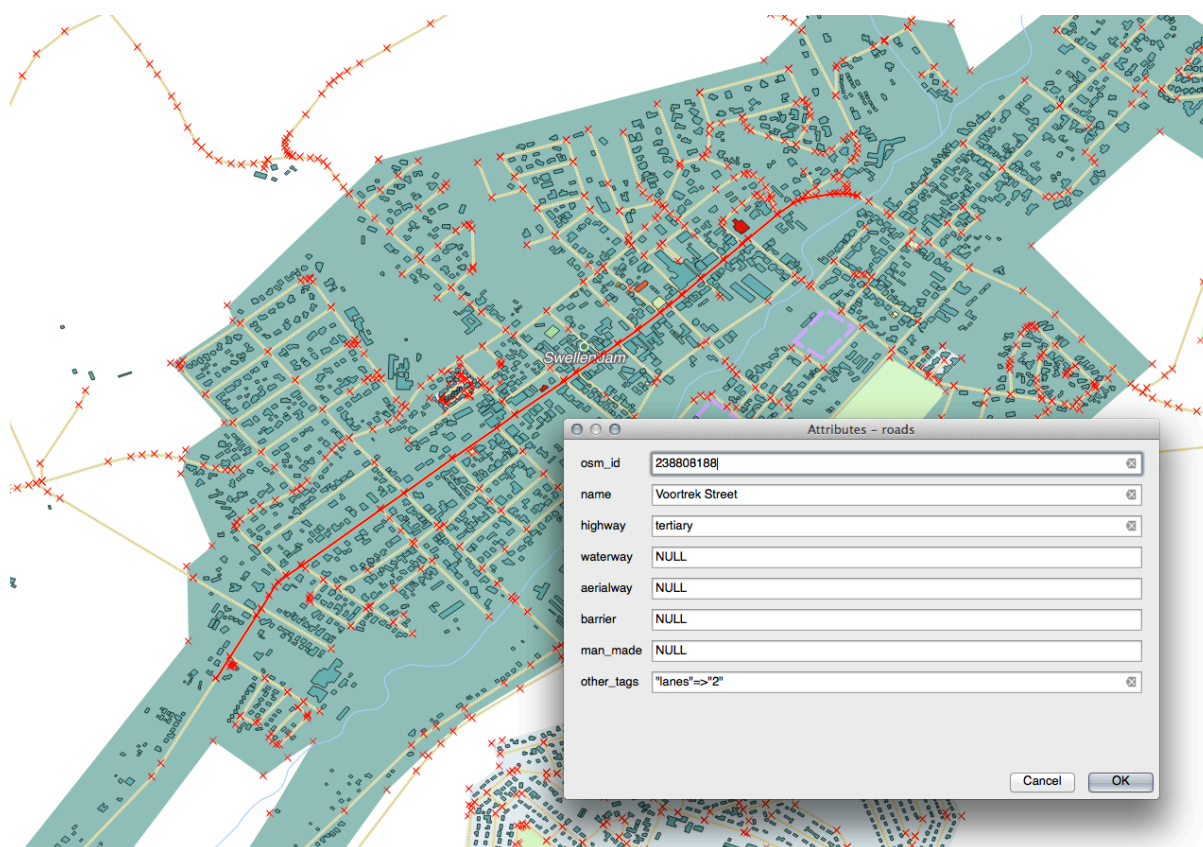 Swellendam
Attributes – roads
osm_id 238808188
name Voortrek Street
highway tertiary
waterway NULL
aerialway NULL
barrier NULL
man_made NULL
other_tags "lanes"=>"2"
Cancel OK